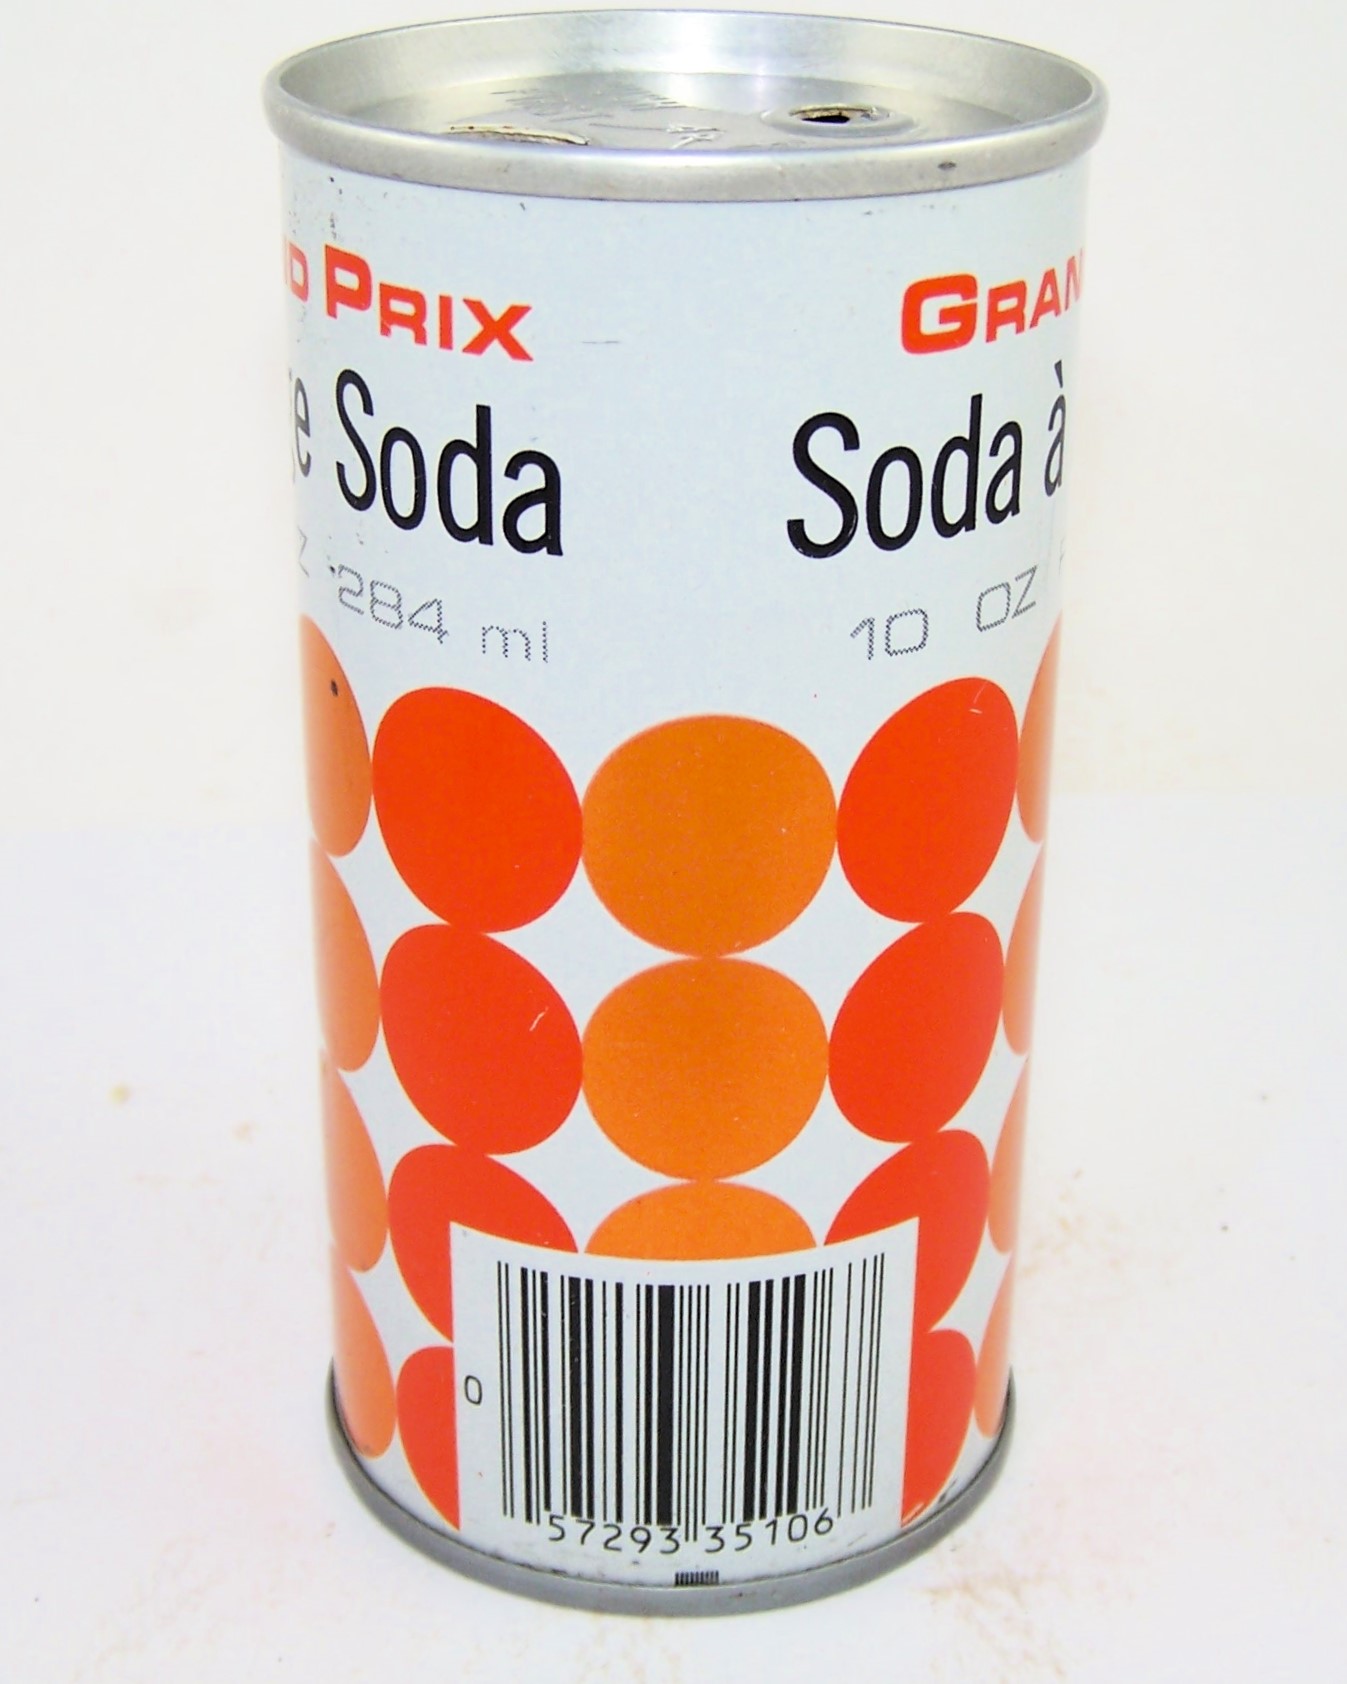 PRIX
Soda
284 ml
GRAN
Soda à
10 OZ
0
57293 35106